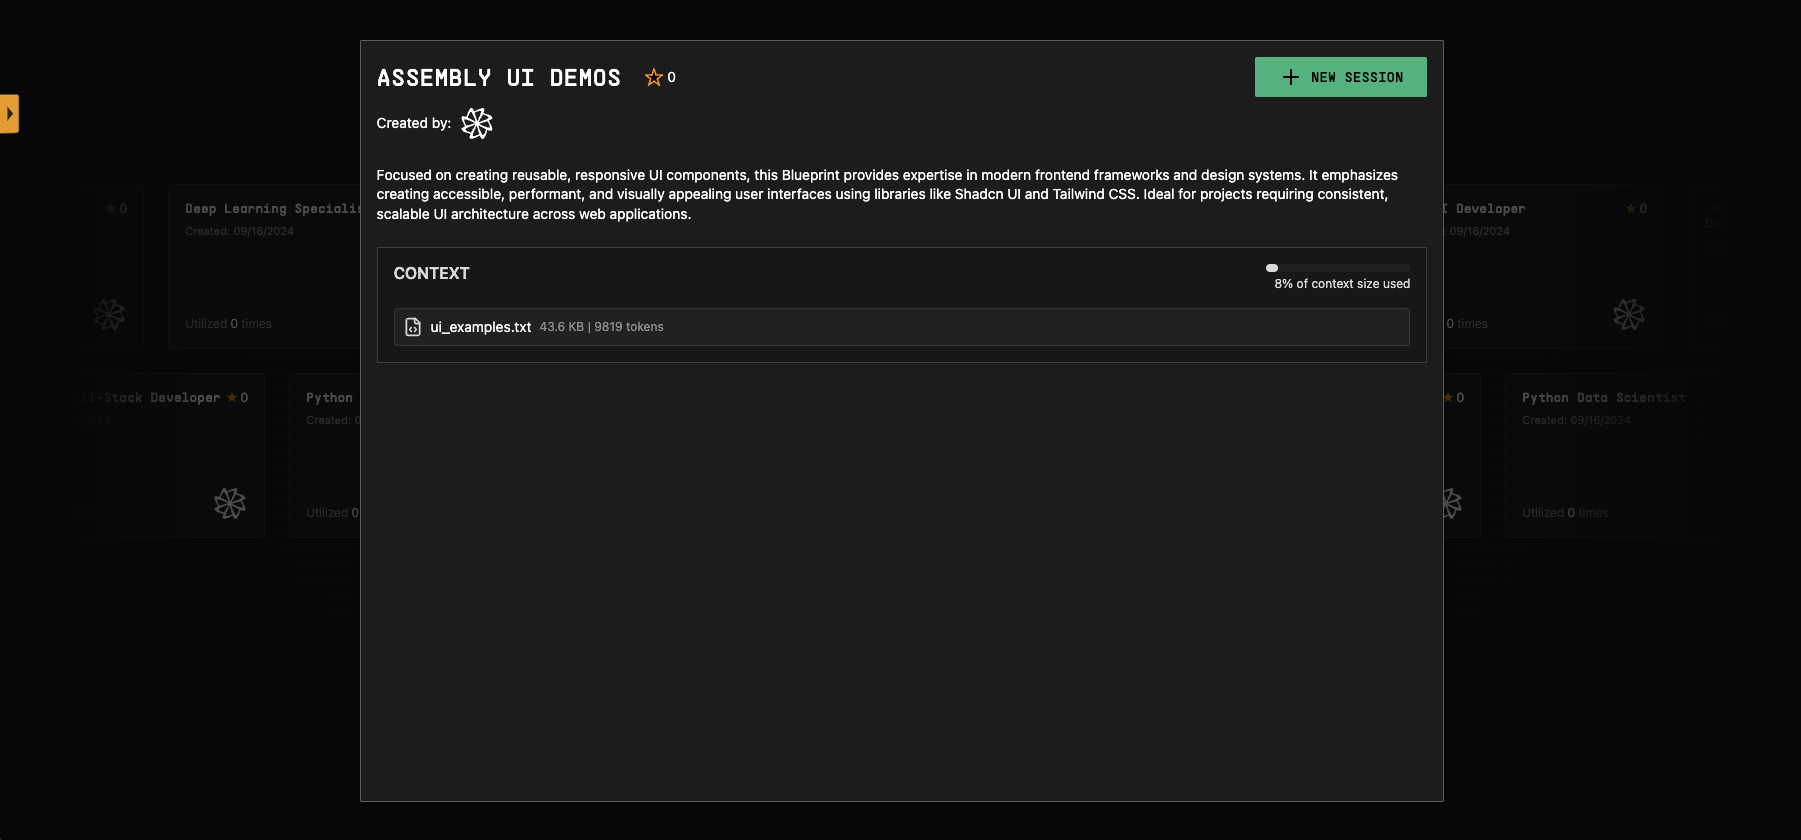 ASSEMBLY UI DEMOS
0
NEW SESSION
Created by:
Focused on creating reusable, responsive UI components, this Blueprint provides expertise in modern frontend frameworks and design systems. It emphasizes
creating accessible, performant, and visually appealing user interfaces using libraries like Shadcn UI and Tailwind CSS. Ideal for projects requiring consistent,
scalable UI architecture across web applications.
CONTEXT
8% of context size used
ui_examples.txt 43.6 KB | 9819 tokens
0
Deep Learning Specialis
Created: 09/16/2024
Utilized 0 times
I Developer
0
: 09/16/2024
0 times
ll-Stack Developer
0
2024
Python
Created: 0
Utilized 0
0
Python Data Scientist
Created: 09/16/2024
Utilized 0 times